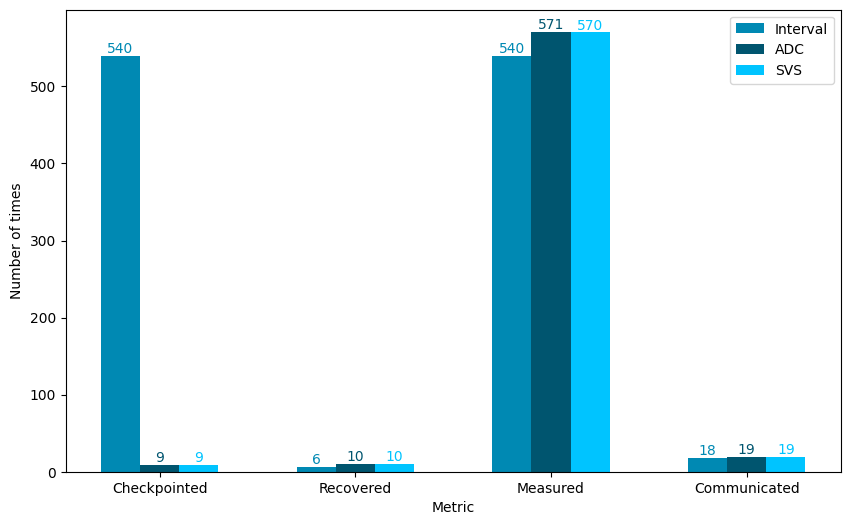 540
9
9
6
10
10
540
571
570
18
19
19
Interval
ADC
SVS
Number of times
500
400
300
200
100
0
Checkpointed
Recovered
Measured
Communicated
Metric